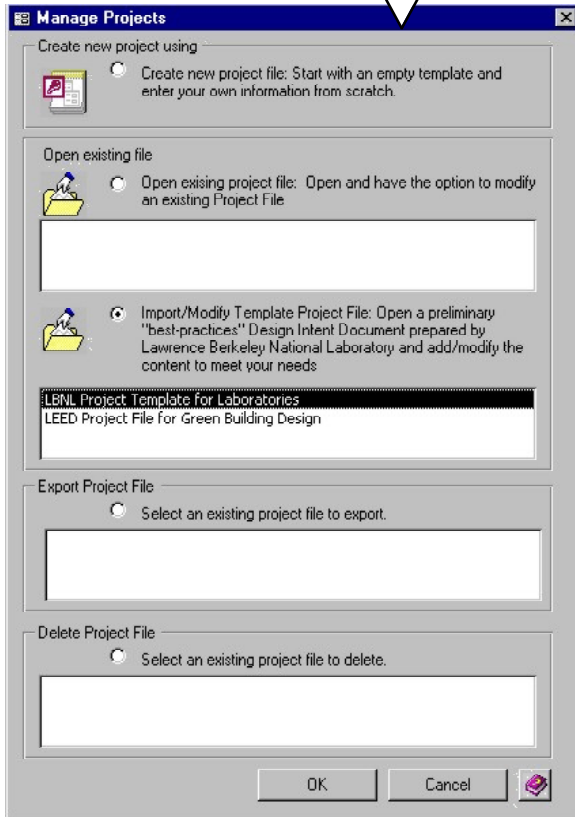 Manage Projects
Create new project using
Create new project file: Start with an empty template and
enter your own information from scratch.
Open existing file
Open exising project file: Open and have the option to modify
an existing Project File
Import/Modify Template Project File: Open a preliminary
"best-practices" Design Intent Document prepared by
Lawrence Berkeley National Laboratory and add/modify the
content to meet your needs
LBNL Project Template for Laboratories
LEED Project File for Green Building Design
Export Project File
Select an existing project file to export.
Delete Project File
Select an existing project file to delete.
OK
Cancel